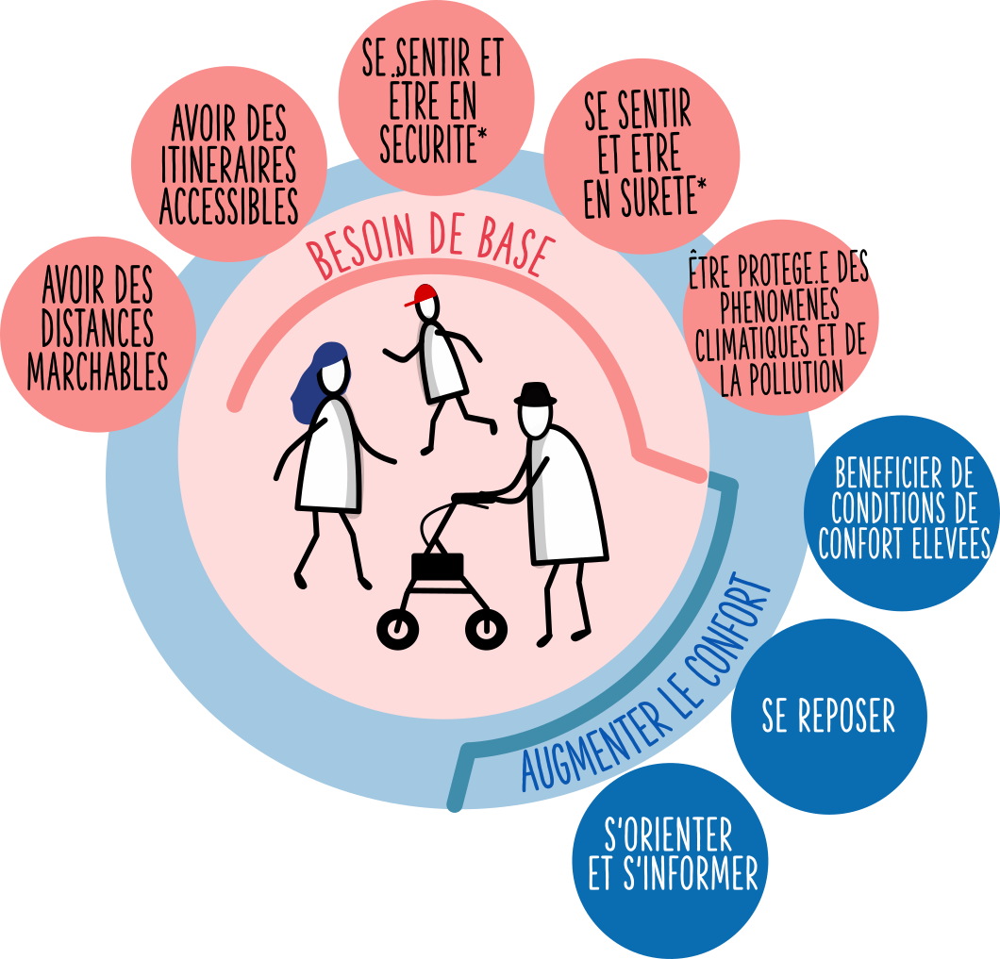 SE SENTIR ET
ËTRE EN
SECURITE*
AVOIR DES
ITINERAIRES
ACCESSIBLES
SE SENTIR
ET ETRE
EN SURETE*
AVOIR DES
DISTANCES
MARCHABLES
BESOIN DE BASE
ÊTRE PROTEGE.E DES
PHENOMENES
CLIMATIQUES ET DE
LA POLLUTION
BENEFICIER DE
CONDITIONS DE
CONFORT ELEVEES
AUGMENTER LE CONFORT
SE REPOSER
S'ORIENTER
ET S'INFORMER